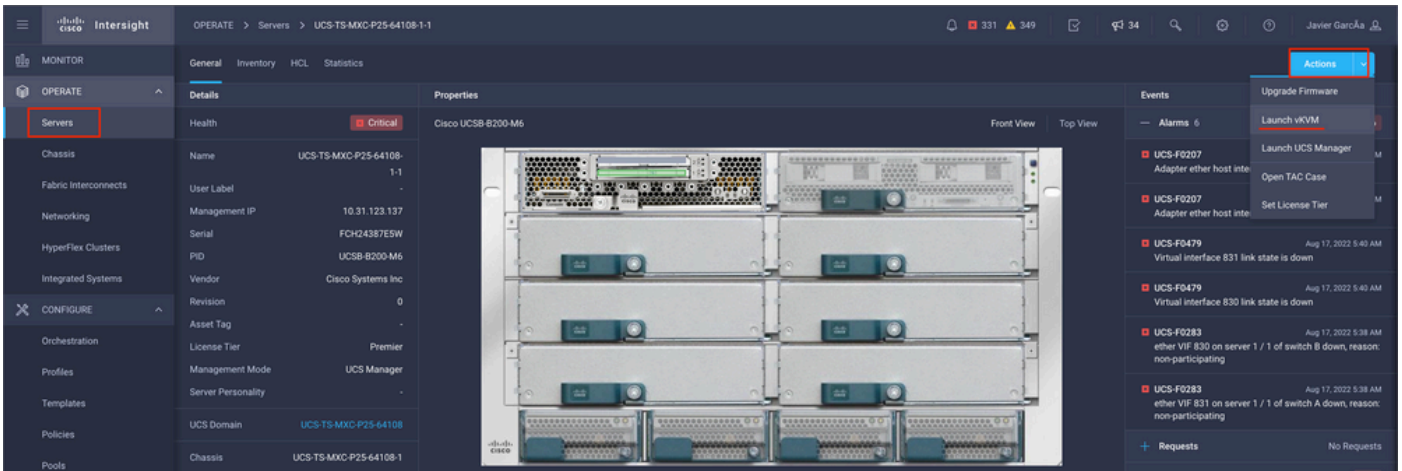 cisco Intersight
OPERATE > Servers > UCS-TS-MXC-P25-64108-1-1
331 349
34
Javier GarcÃa
MONITOR
OPERATE
Servers
Chassis
Fabric Interconnects
Networking
HyperFlex Clusters
Integrated Systems
CONFIGURE
Orchestration
Profiles
Templates
Policies
Pools
General Inventory HCL Statistics
Actions
Upgrade Firmware
Launch vKVM
Launch UCS Manager
Open TAC Case
Set License Tier
Details
Health Critical
Name UCS-TS-MXC-P25-64108-
1-1
User Label -
Management IP 10.31.123.137
Serial FCH24387E5W
PID UCSB-B200-M6
Vendor Cisco Systems Inc
Revision 0
Asset Tag -
License Tier Premier
Management Mode UCS Manager
Server Personality -
UCS Domain UCS-TS-MXC-P25-64108
Chassis UCS-TS-MXC-P25-64108-1
Properties
Cisco UCSB-B200-M6 Front View Top View
cisco
Events
Alarms 6
UCS-F0207
Adapter ether host inte
UCS-F0207
Adapter ether host inte
UCS-F0479 Aug 17, 2022 5:40 AM
Virtual interface 831 link state is down
UCS-F0479 Aug 17, 2022 5:40 AM
Virtual interface 830 link state is down
UCS-F0283 Aug 17, 2022 5:38 AM
ether VIF 830 on server 1 / 1 of switch B down, reason:
non-participating
UCS-F0283 Aug 17, 2022 5:38 AM
ether VIF 831 on server 1 / 1 of switch A down, reason:
non-participating
Requests No Requests